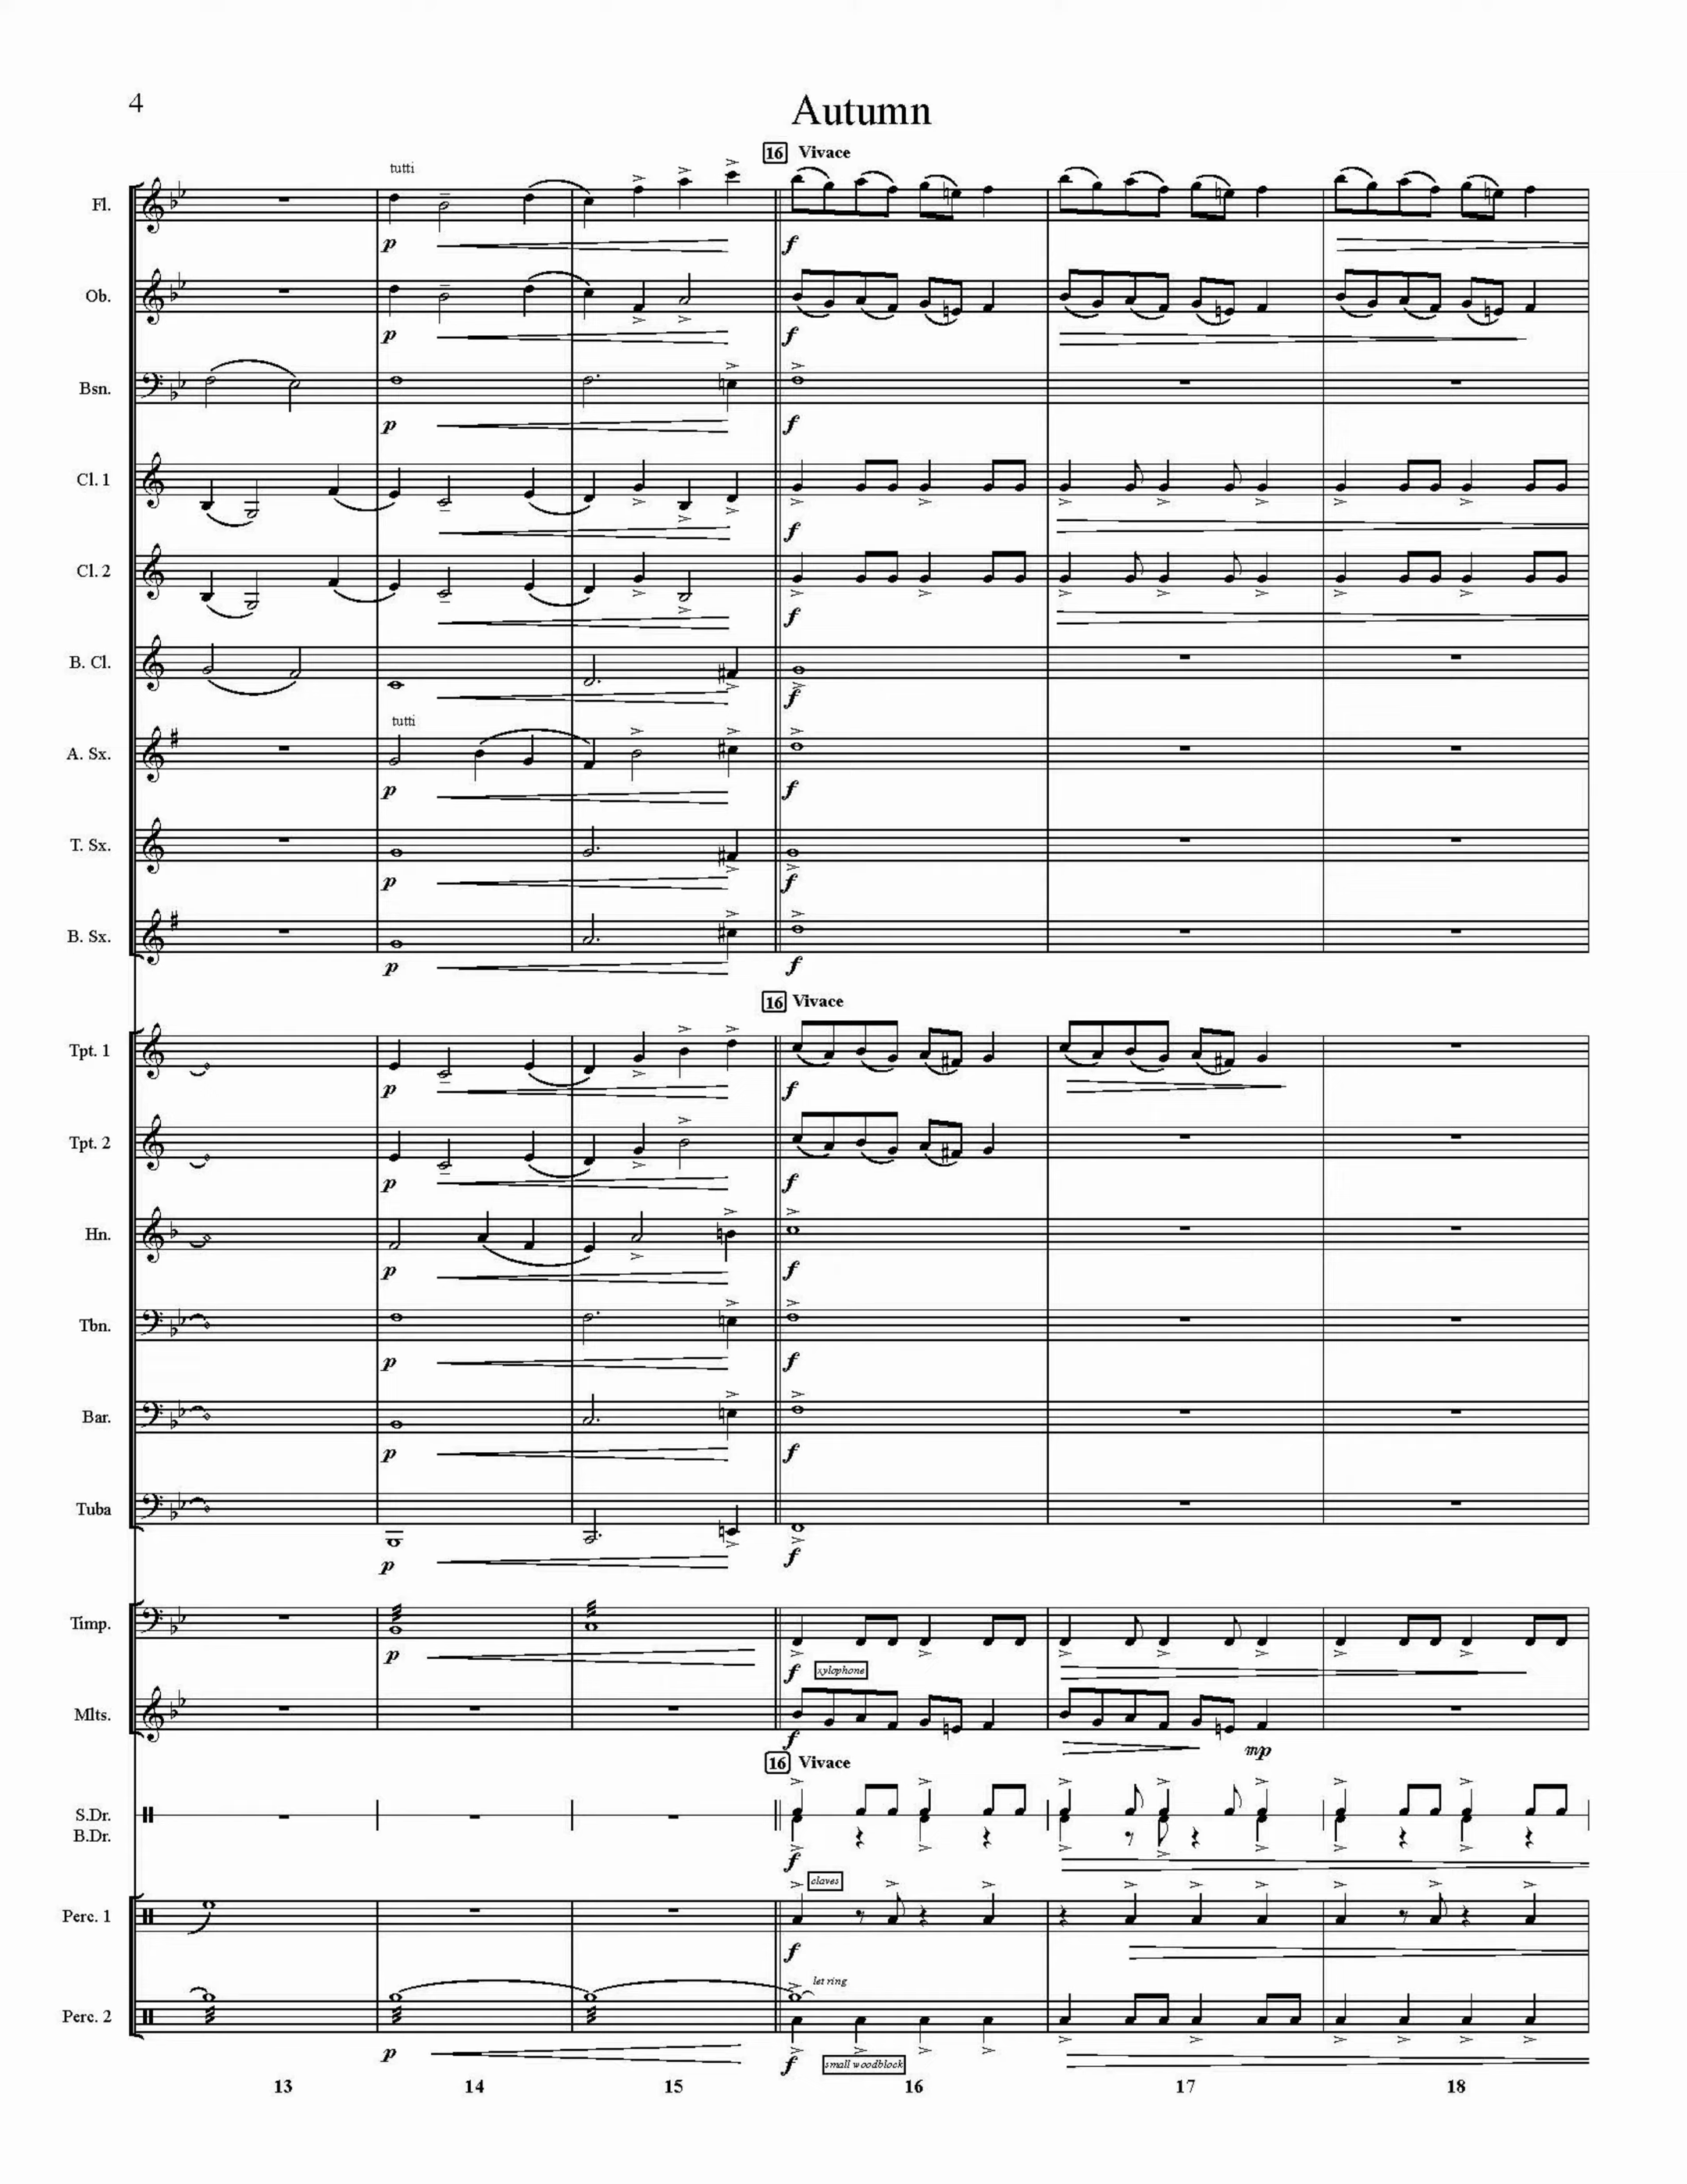 4
Autumn
16 Vivace
tutti
Fl.
p
f
Ob.
p
f
Bsn.
p
f
Cl. 1
f
Cl. 2
f
B. Cl.
f
tutti
A. Sx.
p
f
T. Sx.
p
f
B. Sx.
p
f
16 Vivace
Tpt. 1
p
f
Tpt. 2
p
f
Hn.
p
f
Tbn.
p
f
Bar.
p
f
Tuba
p
f
Timp.
p
f
xylophone
Mlts.
f
mp
16 Vivace
S.Dr.
B.Dr.
f
claves
Perc. 1
f
let ring
Perc. 2
p
f
small woodblock
13 14 15 16 17 18